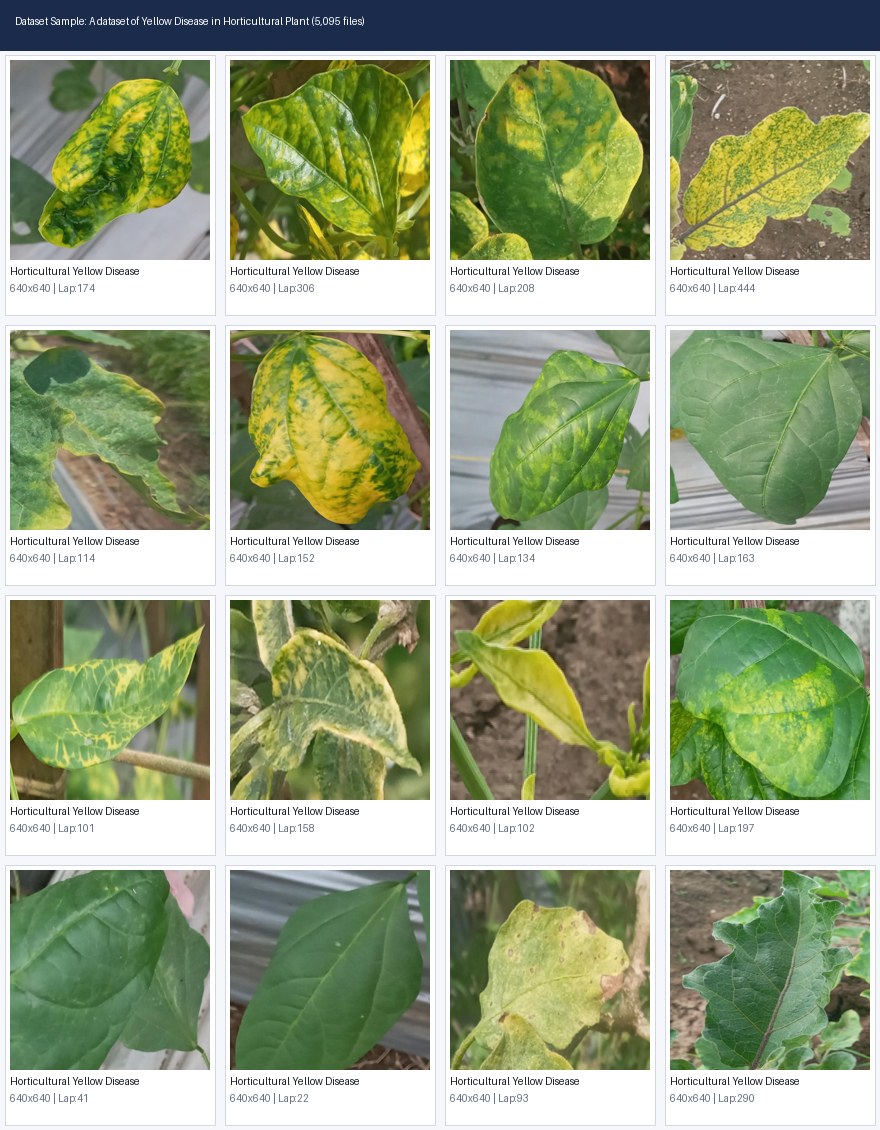 Dataset Sample: A dataset of Yellow Disease in Horticultural Plant (5,095 files)
Horticultural Yellow Disease
640x640 | Lap:174
Horticultural Yellow Disease
640x640 | Lap:306
Horticultural Yellow Disease
640x640 | Lap:208
Horticultural Yellow Disease
640x640 | Lap:444
Horticultural Yellow Disease
640x640 | Lap:114
Horticultural Yellow Disease
640x640 | Lap:152
Horticultural Yellow Disease
640x640 | Lap:134
Horticultural Yellow Disease
640x640 | Lap:163
Horticultural Yellow Disease
640x640 | Lap:101
Horticultural Yellow Disease
640x640 | Lap:158
Horticultural Yellow Disease
640x640 | Lap:102
Horticultural Yellow Disease
640x640 | Lap:197
Horticultural Yellow Disease
640x640 | Lap:41
Horticultural Yellow Disease
640x640 | Lap:22
Horticultural Yellow Disease
640x640 | Lap:93
Horticultural Yellow Disease
640x640 | Lap:290